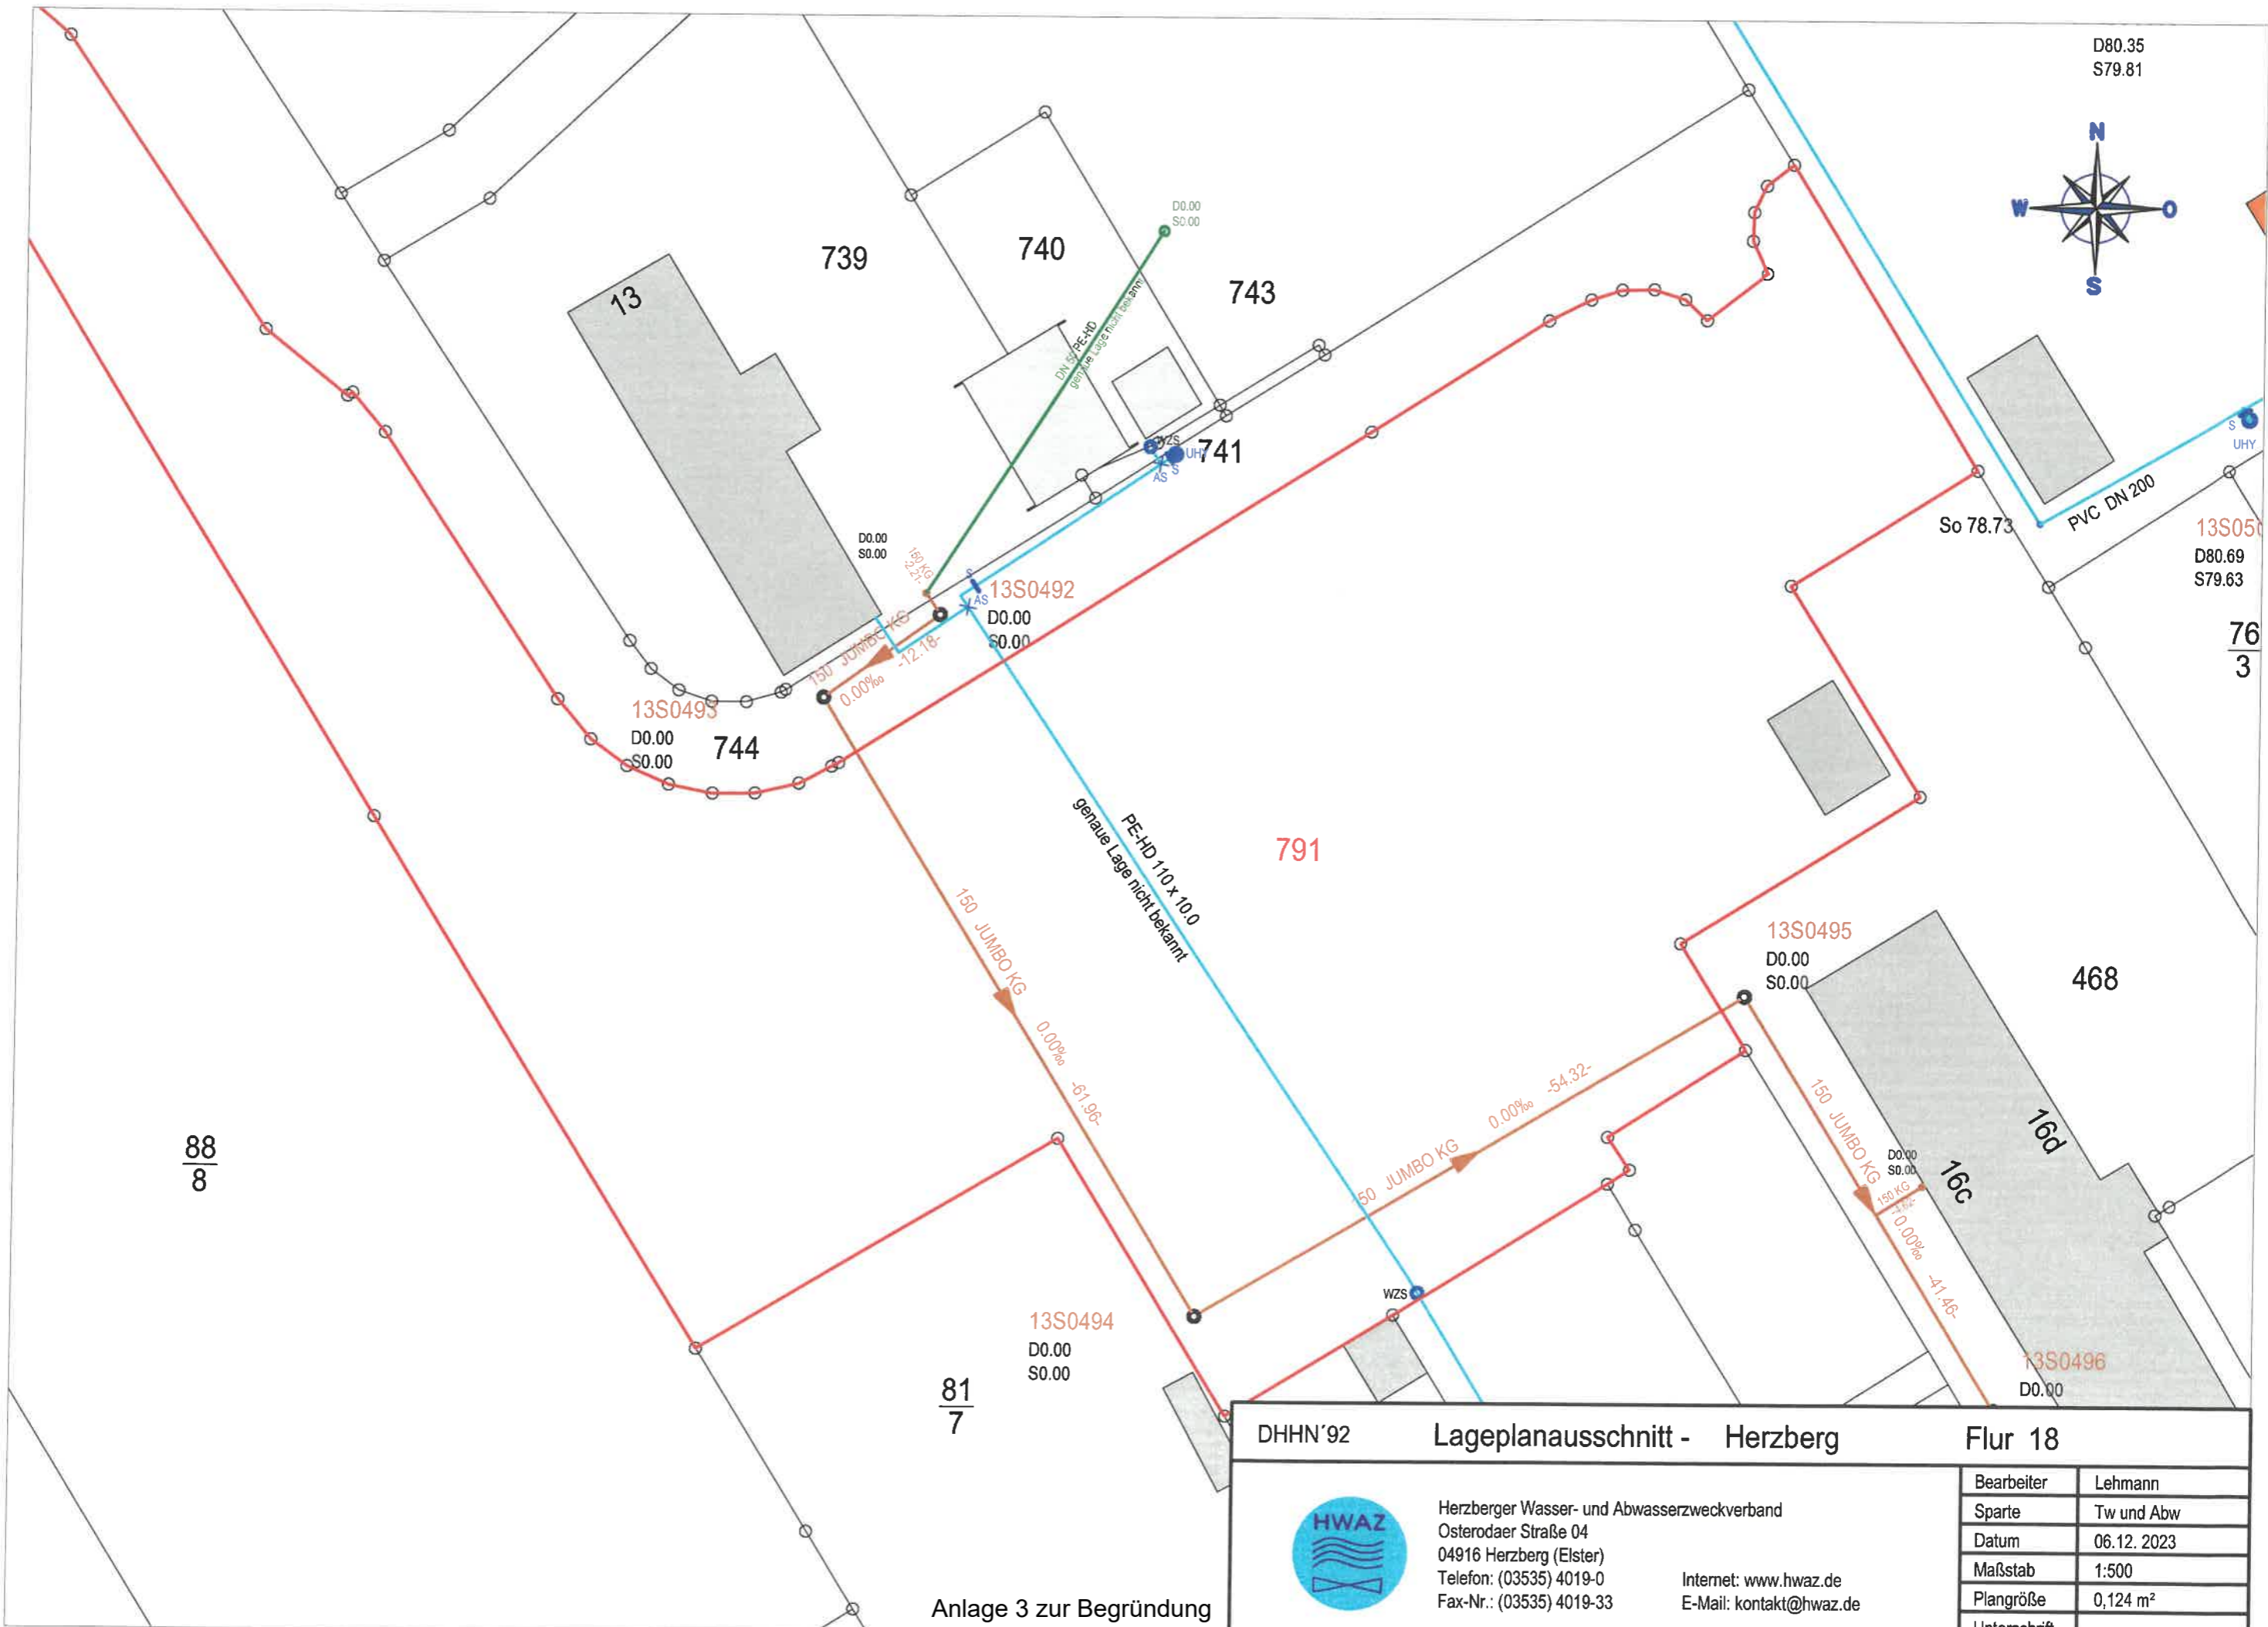 D80.35
S79.81
N
W
O
S
739
740
743
13
D0.00
S0.00
DN 50 PE-HD
genaue Lage nicht bekannt
WZS
UHY
741
AS
S
S
UHY
So 78.73
PVC DN 200
D80.69
S79.63
76
3
D0.00
S0.00
150 KG
-2.21-
S
AS
13S0492
D0.00
S0.00
150 JUMBO KG
0.00‰ -12.18-
13S0493
D0.00
S0.00
744
PE-HD 110 x 10.0
genaue Lage nicht bekannt
791
150 JUMBO KG
0.00‰ -61.96-
13S0495
D0.00
S0.00
468
88
8
150 JUMBO KG
0.00‰ -54.32-
150 JUMBO KG
0.00‰ -41.46-
D0.00
S0.00
150 KG
16d
16c
WZS
13S0494
D0.00
S0.00
81
7
13S0496
D0.00
DHHN´92
Lageplanausschnitt - Herzberg
Flur 18
HWAZ
Herzberger Wasser- und Abwasserzweckverband
Osterodaer Straße 04
04916 Herzberg (Elster)
Telefon: (03535) 4019-0
Fax-Nr.: (03535) 4019-33
Internet: www.hwaz.de
E-Mail: kontakt@hwaz.de
Bearbeiter Lehmann
Sparte Tw und Abw
Datum 06.12. 2023
Maßstab 1:500
Plangröße 0,124 m²
Unterschrift
Anlage 3 zur Begründung